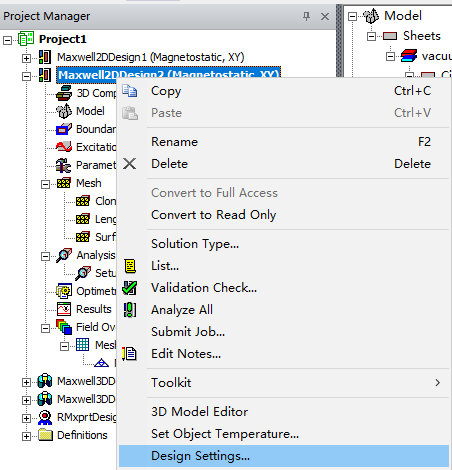 Project Manager
Project1
Maxwell2DDesign1 (Magnetostatic, XY)
Maxwell2DDesign2 (Magnetostatic, XY)
3D Comp
Model
Boundar
Excitatio
Paramet
Mesh
Clon
Leng
Surf
Analysis
Setu
Optimetr
Results
Field Ov
Mesh
Maxwell3DD
Maxwell3DD
RMxprtDesig
Definitions
Copy Ctrl+C
Paste Ctrl+V
Rename F2
Delete Delete
Convert to Full Access
Convert to Read Only
Solution Type...
List...
Validation Check...
Analyze All
Submit Job...
Edit Notes...
Toolkit
3D Model Editor
Set Object Temperature...
Design Settings...
Model
Sheets
vacuu